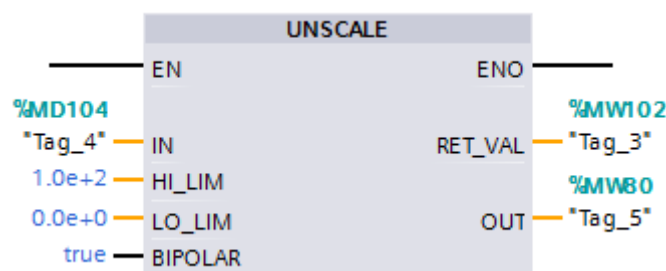 UNSCALE
EN ENO
%MD104 %MW102
"Tag_4" IN RET_VAL "Tag_3"
1.0e+2 HI_LIM %MW80
0.0e+0 LO_LIM OUT "Tag_5"
true BIPOLAR